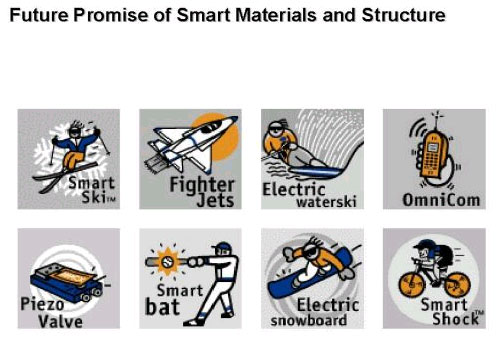 Future Promise of Smart Materials and Structure
Smart
Ski™
Fighter
Jets
Electric
waterski
OmniCom
Piezo
Valve
Smart
bat
Electric
snowboard
Smart
Shock™